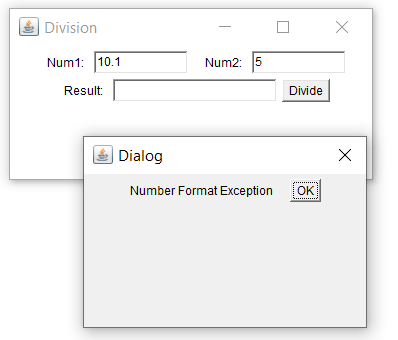 Division
Num1: 10.1 Num2: 5
Result: Divide
Dialog
Number Format Exception OK